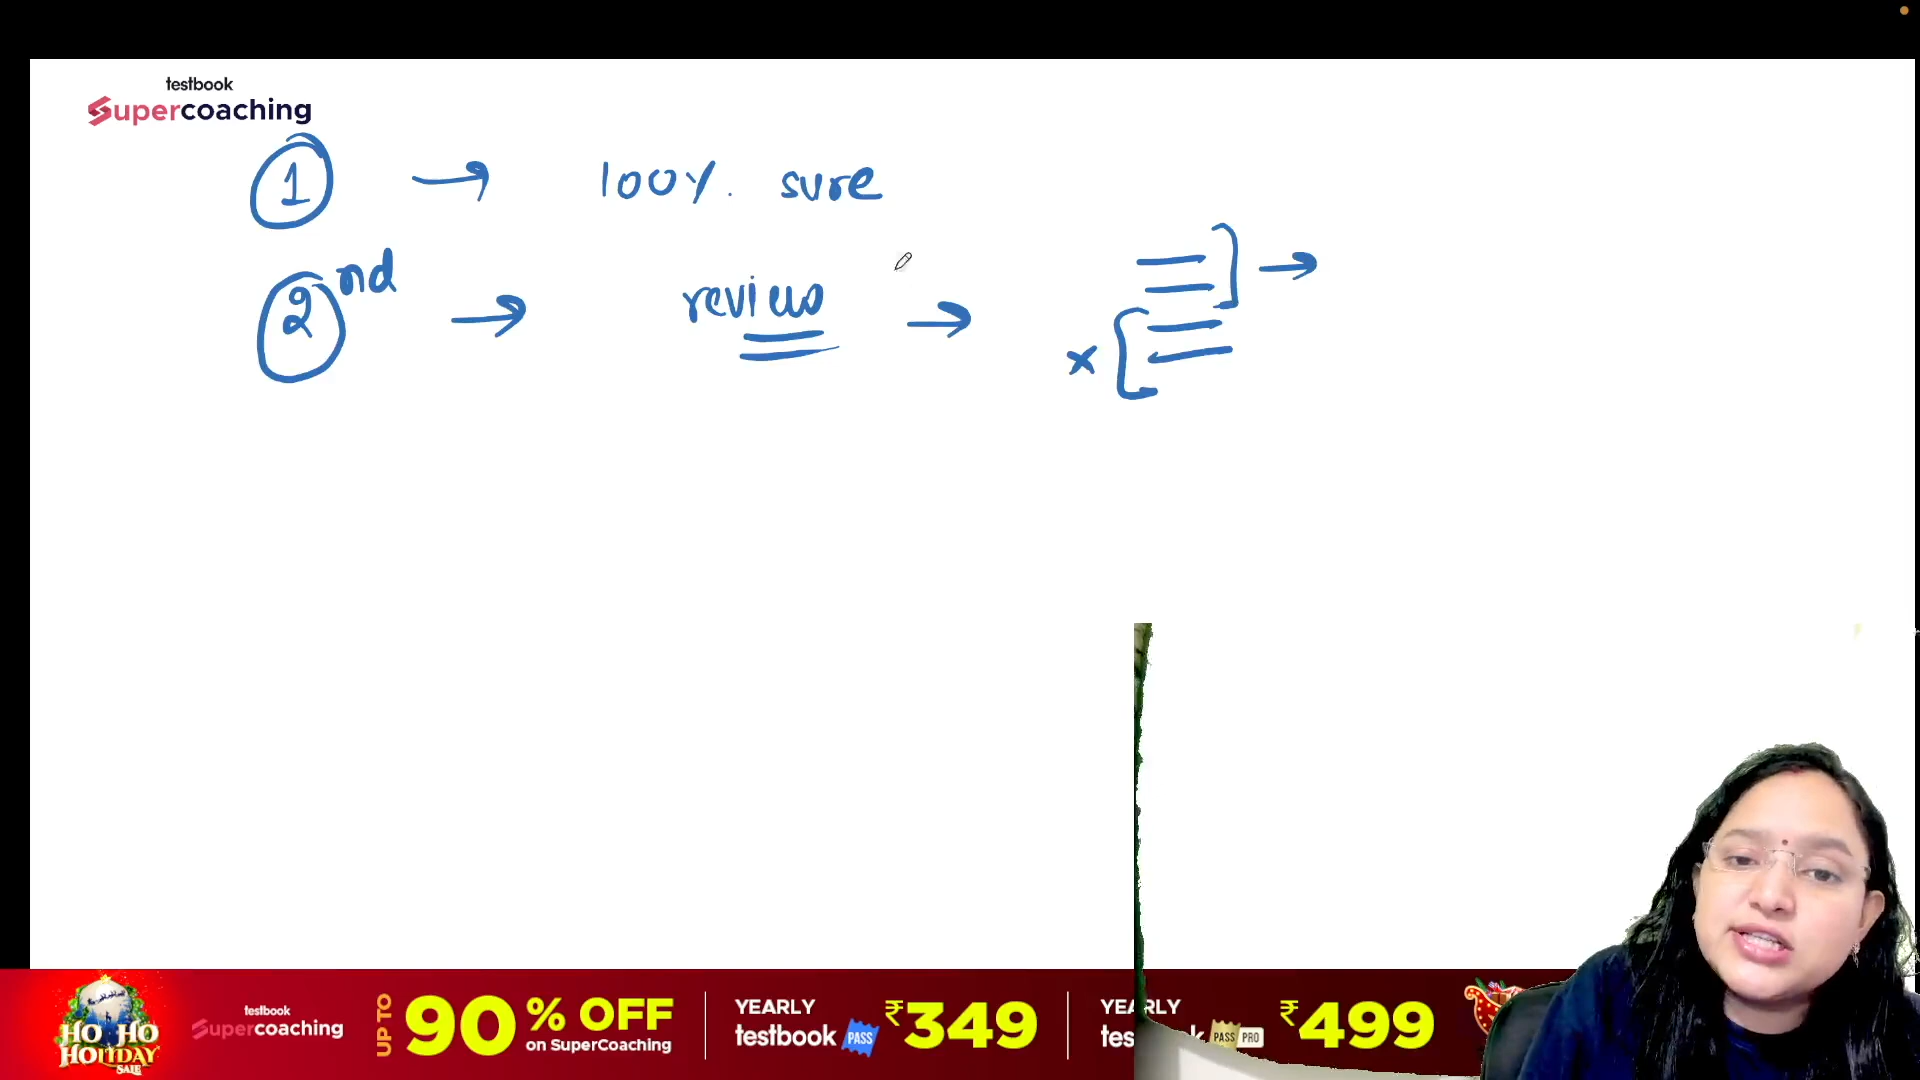 testbook
Supercoaching
1 → 100%. sure
2nd → review →
→
x
HO HO
HOLIDAY
SALE
testbook
Supercoaching
UP TO
90% OFF
on SuperCoaching
YEARLY
testbook PASS
₹349
YEARLY
PASS PRO
₹499